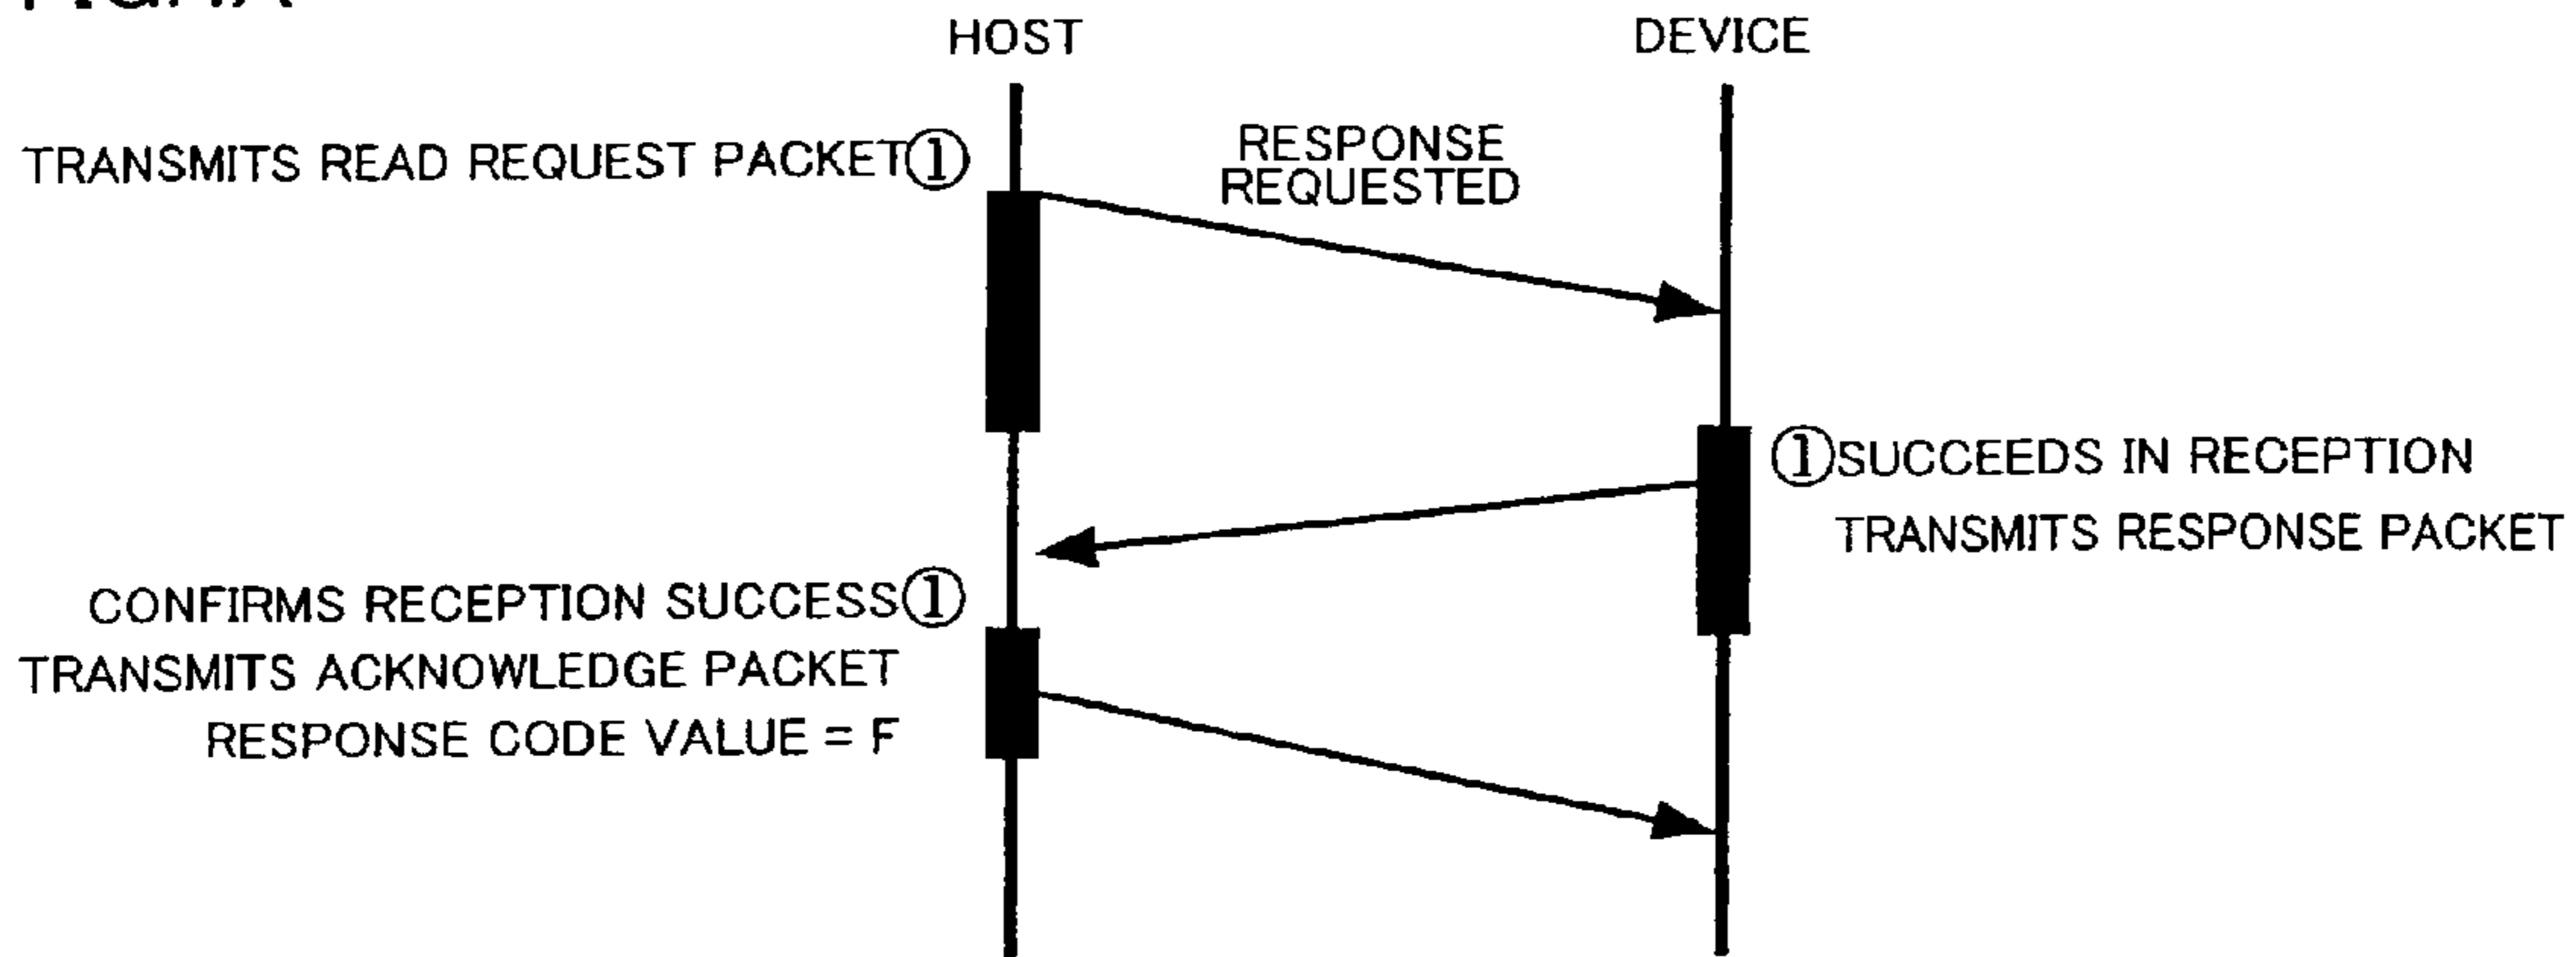 HOST
DEVICE
TRANSMITS READ REQUEST PACKET①
RESPONSE
REQUESTED
①SUCCEEDS IN RECEPTION
TRANSMITS RESPONSE PACKET
CONFIRMS RECEPTION SUCCESS①
TRANSMITS ACKNOWLEDGE PACKET
RESPONSE CODE VALUE = F